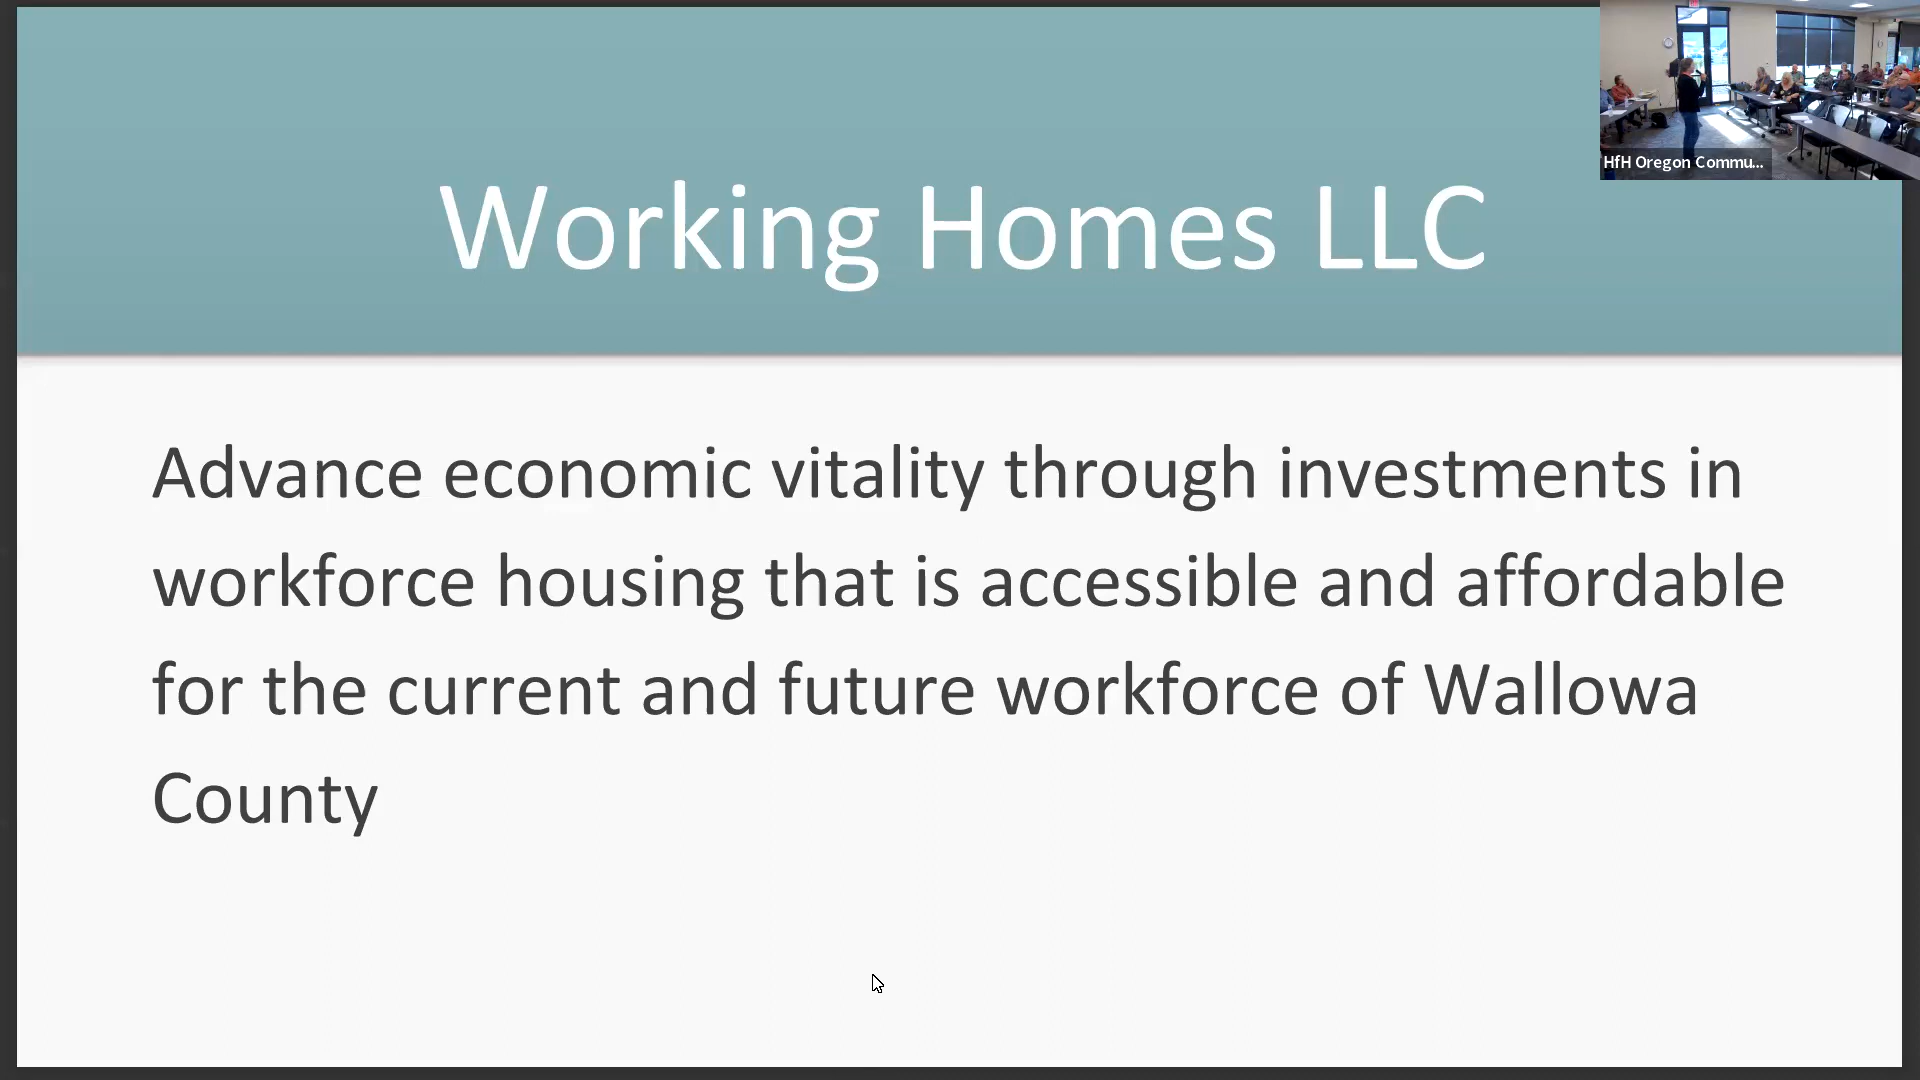 Working Homes LLC
HfH Oregon Commu...
Advance economic vitality through investments in
workforce housing that is accessible and affordable
for the current and future workforce of Wallowa
County